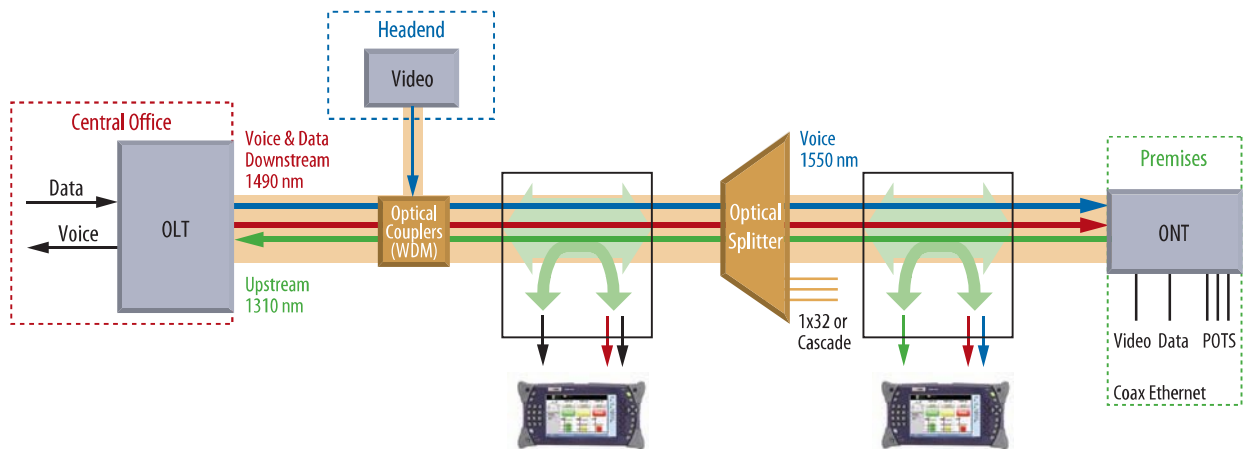 Headend
Video
Central Office
Voice & Data
Downstream
1490 nm
Data
Voice
OLT
Upstream
1310 nm
Optical
Couplers
(WDM)
Optical
Splitter
Voice
1550 nm
1x32 or
Cascade
Premises
ONT
Video Data POTS
Coax Ethernet